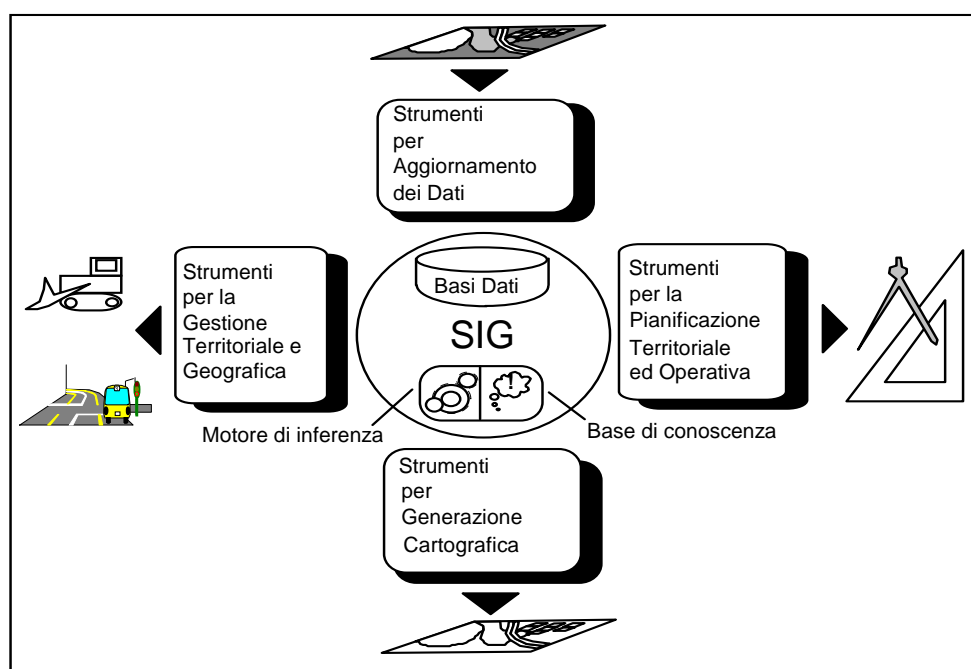 Strumenti
per
Aggiornamento
dei Dati
Strumenti
per la
Gestione
Territoriale e
Geografica
Basi Dati
SIG
!
Strumenti
per la
Pianificazione
Territoriale
ed Operativa
Motore di inferenza
Base di conoscenza
Strumenti
per
Generazione
Cartografica